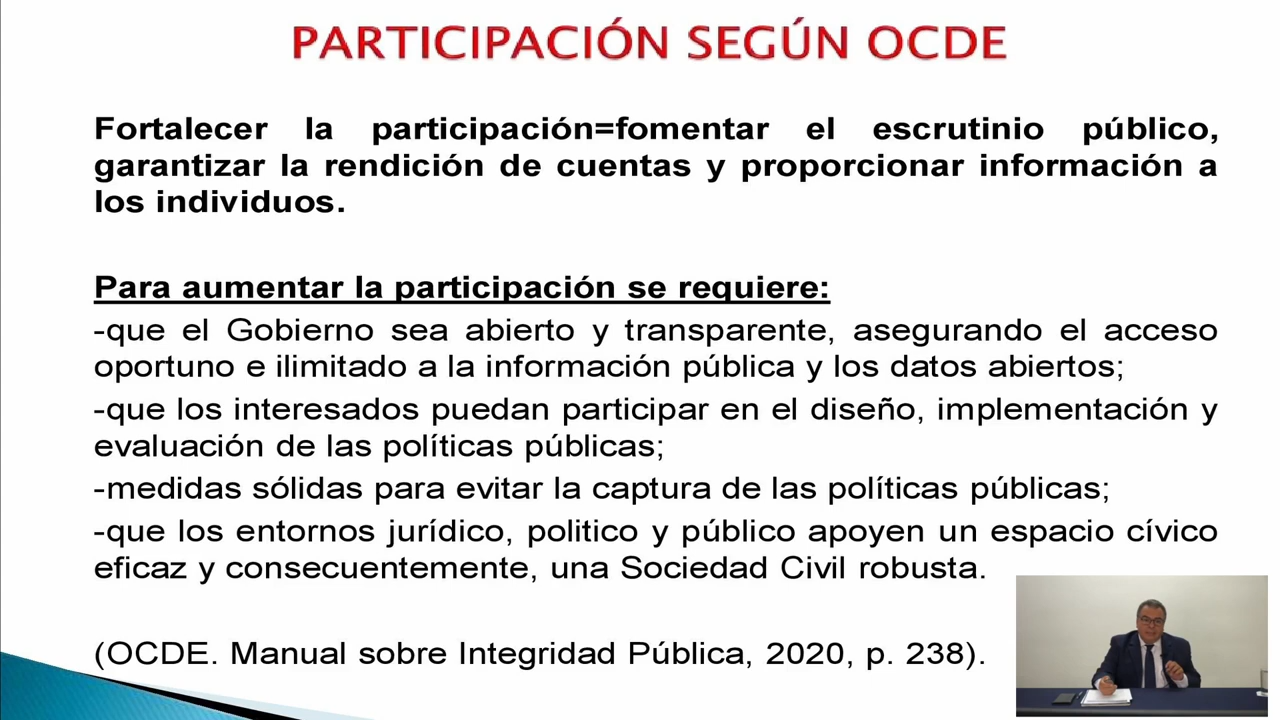 PARTICIPACIÓN SEGÚN OCDE
Fortalecer la participación=fomentar el escrutinio público,
garantizar la rendición de cuentas y proporcionar información a
los individuos.
Para aumentar la participación se requiere:
-que el Gobierno sea abierto y transparente, asegurando el acceso
oportuno e ilimitado a la información pública y los datos abiertos;
-que los interesados puedan participar en el diseño, implementación y
evaluación de las políticas públicas;
-medidas sólidas para evitar la captura de las políticas públicas;
-que los entornos jurídico, politico y público apoyen un espacio cívico
eficaz y consecuentemente, una Sociedad Civil robusta.
(OCDE. Manual sobre Integridad Pública, 2020, p. 238).